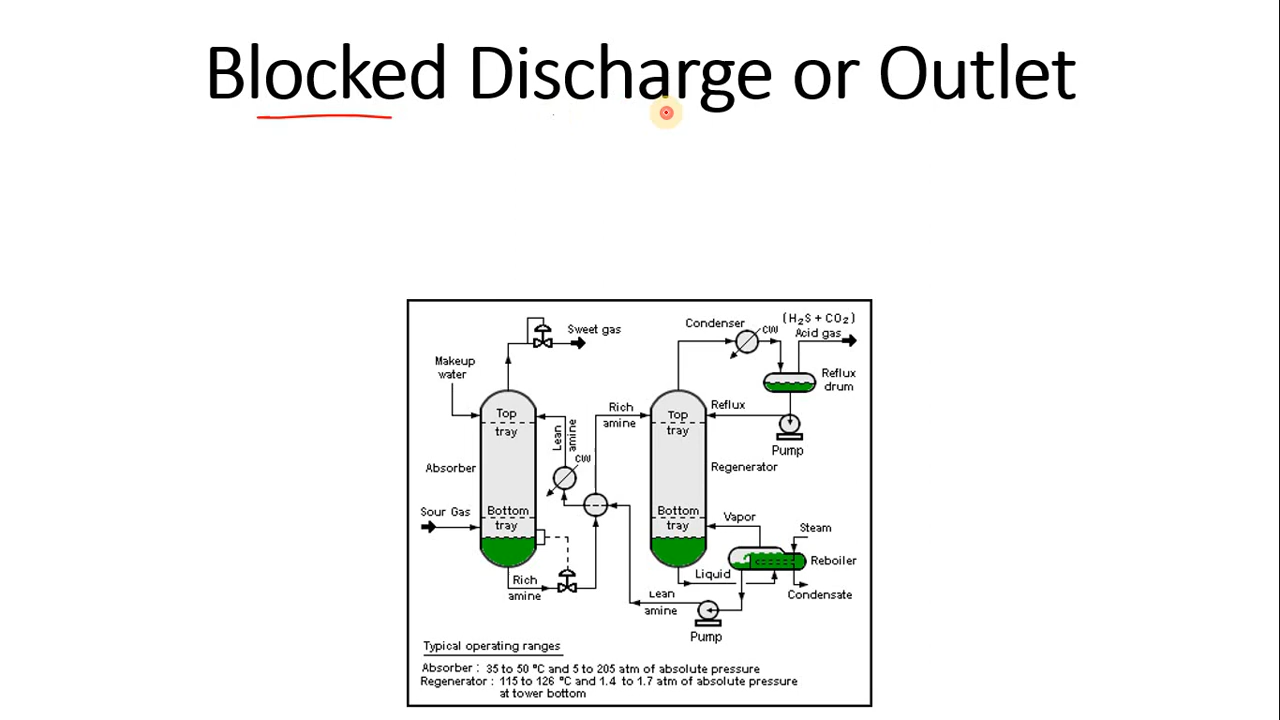 Blocked Discharge or Outlet
(H2S + CO2)
Condenser
CW
Acid gas
Sweet gas
Makeup
water
Reflux
drum
Rich
amine
Reflux
Top
tray
Lean
amine
Top
tray
Pump
CW
Absorber
Regenerator
Sour Gas
Bottom
tray
Bottom
tray
Vapor
Steam
Reboiler
Rich
amine
Liquid
Condensate
Lean
amine
Pump
Typical operating ranges
Absorber : 35 to 50 °C and 5 to 205 atm of absolute pressure
Regenerator : 115 to 126 °C and 1.4 to 1.7 atm of absolute pressure
at tower bottom